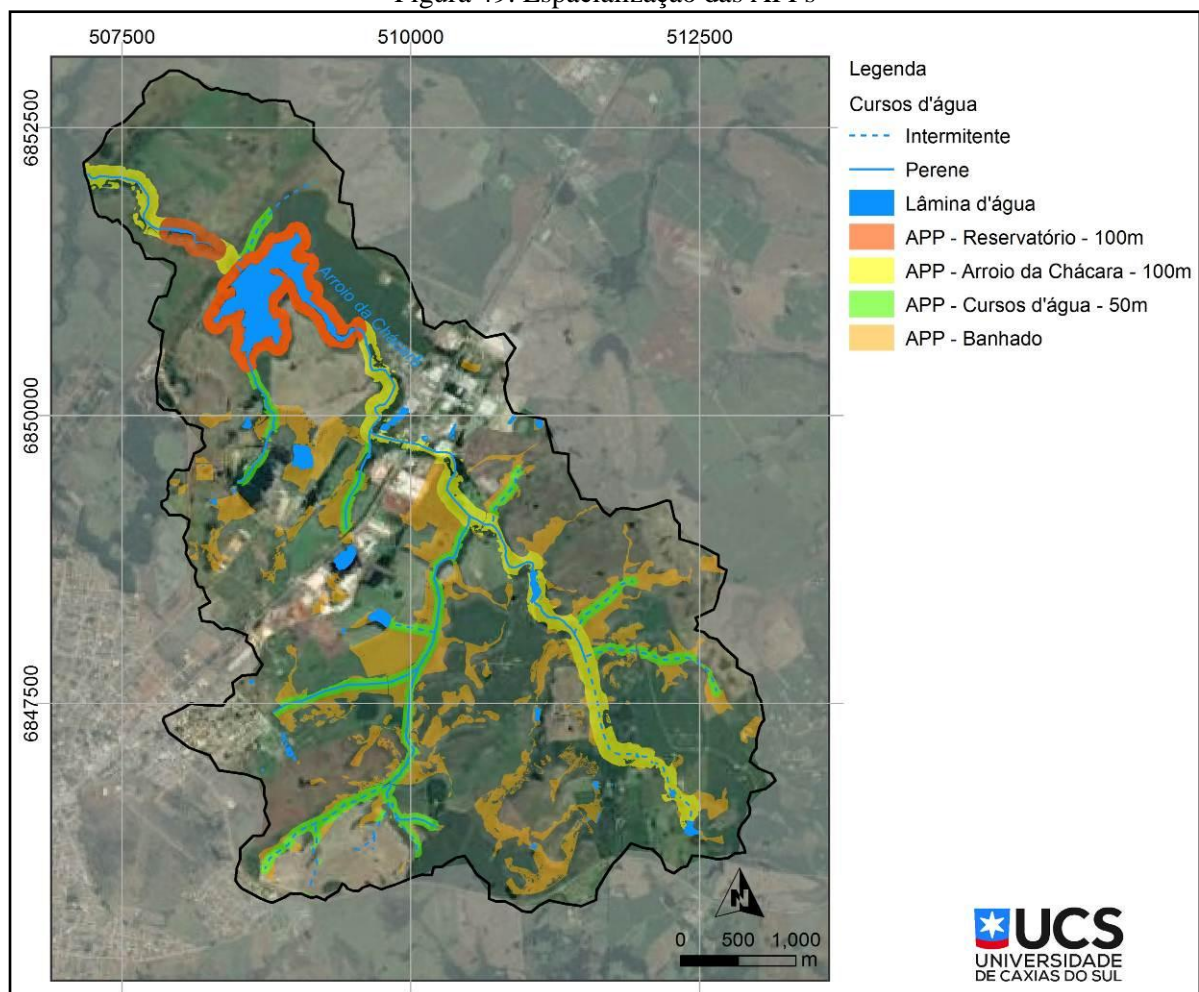 Figura 49: Espacialização das APPs
507500
510000
512500
6852500
6850000
6847500
Arroio da Chácara
Legenda
Cursos d'água
Intermitente
Perene
Lâmina d'água
APP - Reservatório - 100m
APP - Arroio da Chácara - 100m
APP - Cursos d'água - 50m
APP - Banhado
N
0 500 1,000
m
UCS
UNIVERSIDADE
DE CAXIAS DO SUL